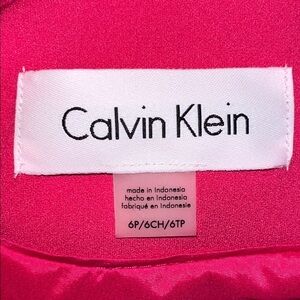 Calvin Klein
made in Indonesia
hecho en Indonesia
fabriqué en Indonesie
6P/6CH/6TP